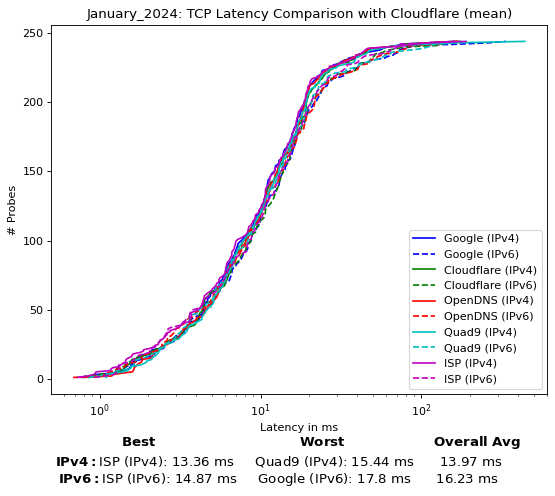 January_2024: TCP Latency Comparison with Cloudflare (mean)
250
200
150
100
50
0
# Probes
Google (IPv4)
Google (IPv6)
Cloudflare (IPv4)
Cloudflare (IPv6)
OpenDNS (IPv4)
OpenDNS (IPv6)
Quad9 (IPv4)
Quad9 (IPv6)
ISP (IPv4)
ISP (IPv6)
10⁰ 10¹ 10²
Latency in ms
Best Worst Overall Avg
IPv4: ISP (IPv4): 13.36 ms Quad9 (IPv4): 15.44 ms 13.97 ms
IPv6: ISP (IPv6): 14.87 ms Google (IPv6): 17.8 ms 16.23 ms